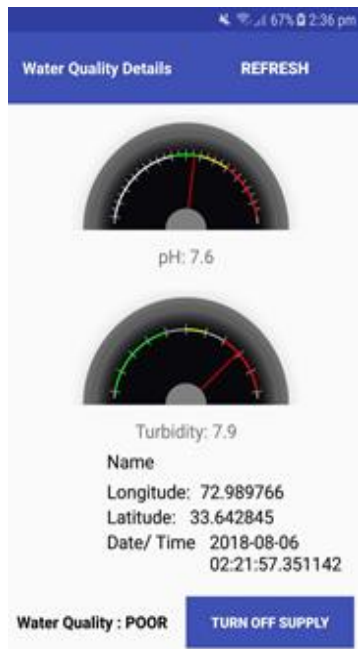 67% 2:36 pm
Water Quality Details REFRESH
pH: 7.6
Turbidity: 7.9
Name
Longitude: 72.989766
Latitude: 33.642845
Date/ Time 2018-08-06
02:21:57.351142
Water Quality : POOR TURN OFF SUPPLY